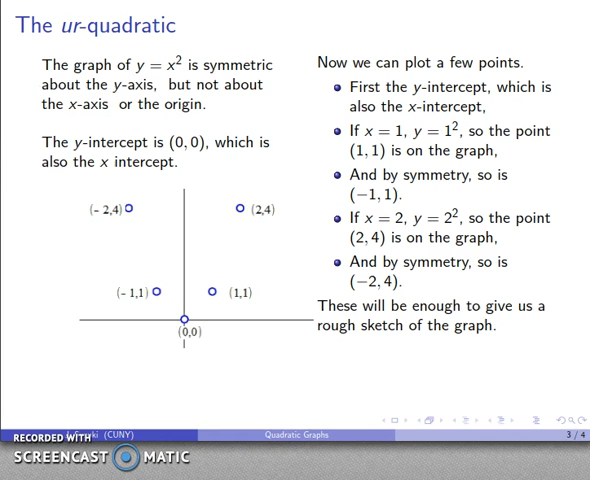 The ur-quadratic
The graph of y = x² is symmetric
about the y-axis, but not about
the x-axis or the origin.
The y-intercept is (0, 0), which is
also the x intercept.
(- 2,4)
(2,4)
(- 1,1)
(1,1)
(0,0)
Now we can plot a few points.
First the y-intercept, which is
also the x-intercept,
If x = 1, y = 1², so the point
(1, 1) is on the graph,
And by symmetry, so is
(−1, 1).
If x = 2, y = 2², so the point
(2, 4) is on the graph,
And by symmetry, so is
(−2, 4).
These will be enough to give us a
rough sketch of the graph.
(CUNY)
Quadratic Graphs
3 / 4
RECORDED WITH
SCREENCAST MATIC